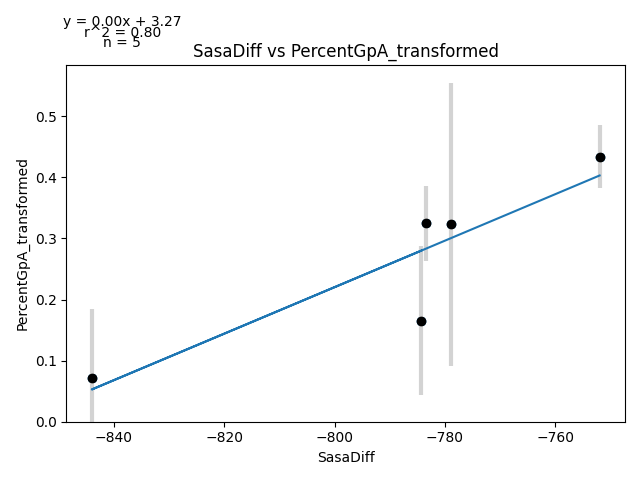 y = 0.00x + 3.27
r^2 = 0.80
n = 5
SasaDiff vs PercentGpA_transformed
PercentGpA_transformed
0.5
0.4
0.3
0.2
0.1
0.0
−840
−820
−800
−780
−760
SasaDiff